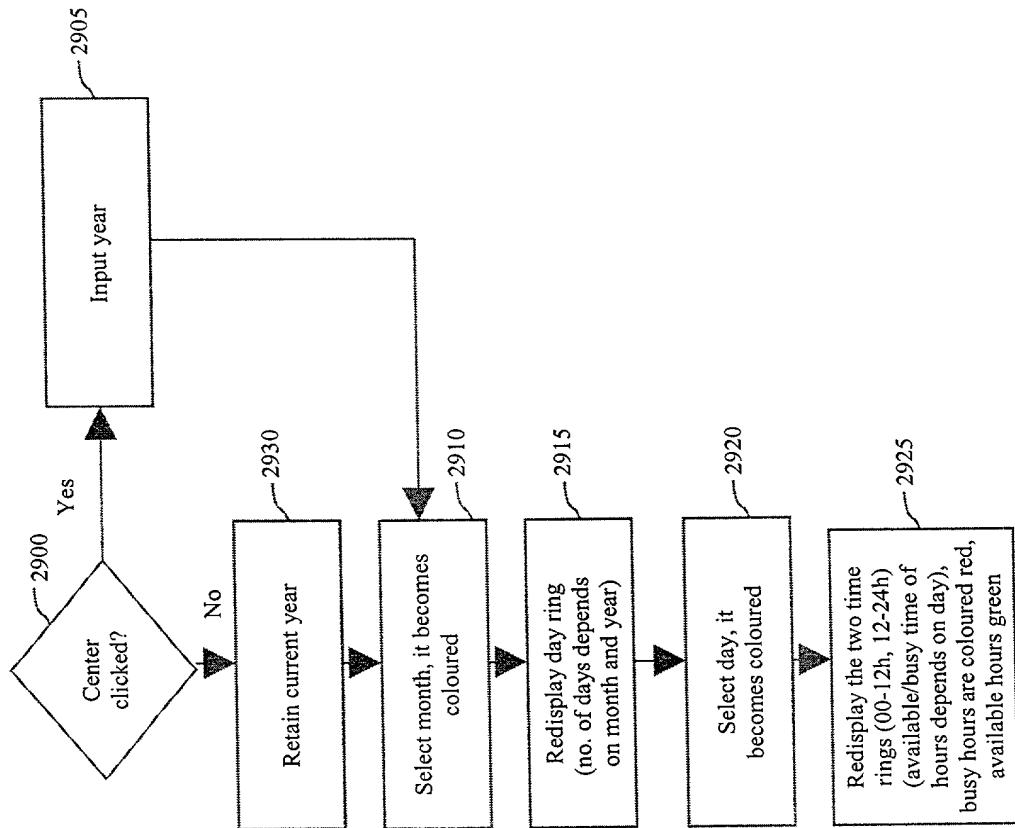 2900
Center
clicked?
Yes
2905
Input year
No
2930
Retain current year
2910
Select month, it becomes
coloured
2915
Redisplay day ring
(no. of days depends
on month and year)
2920
Select day, it
becomes coloured
2925
Redisplay the two time
rings (00-12h, 12-24h)
(available/busy time of
hours depends on day),
busy hours are coloured red,
available hours green